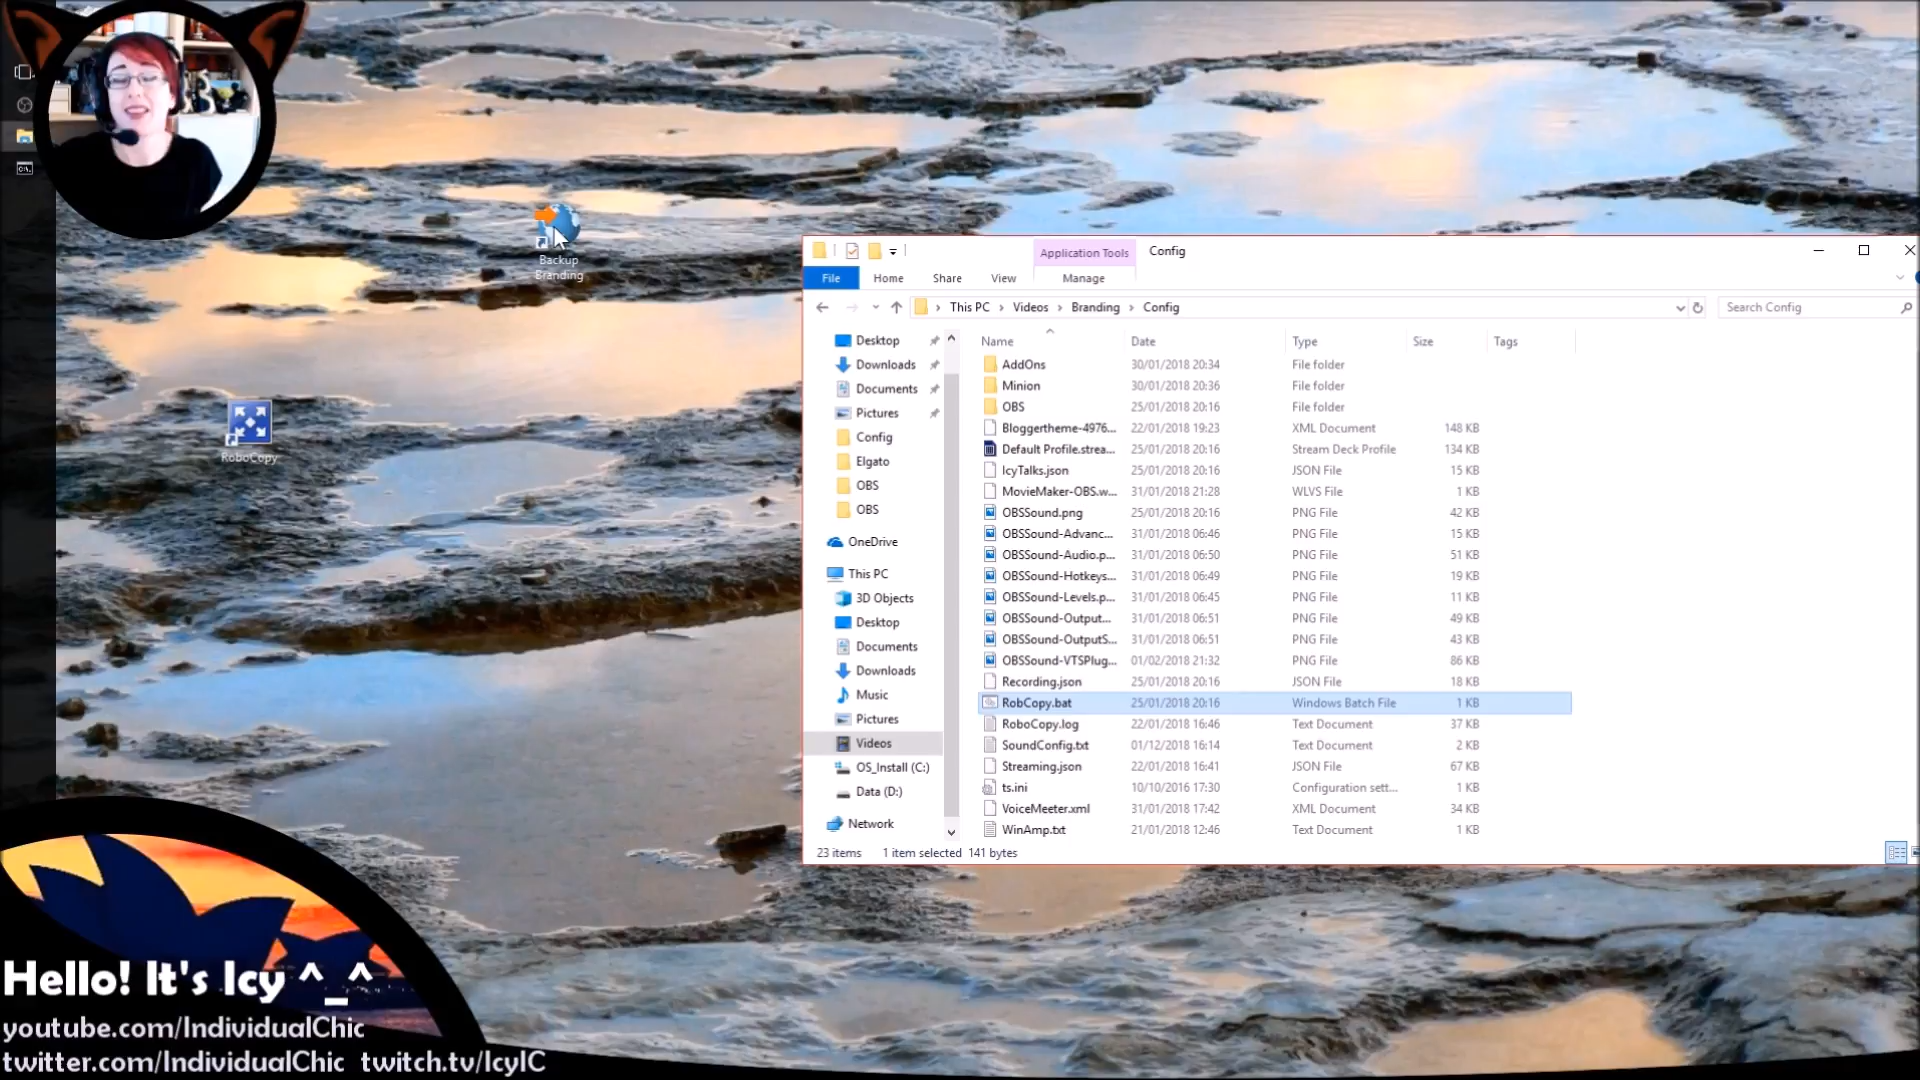 Backup
Branding
RoboCopy
Application Tools
Config
File
Home
Share
View
Manage
This PC
Videos
Branding
Config
Search Config
Desktop
Downloads
Documents
Pictures
Config
Elgato
OBS
OBS
OneDrive
This PC
3D Objects
Desktop
Documents
Downloads
Music
Pictures
Videos
OS_Install (C:)
Data (D:)
Network
Name Date Type Size Tags
AddOns 30/01/2018 20:34 File folder
Minion 30/01/2018 20:36 File folder
OBS 25/01/2018 20:16 File folder
Bloggertheme-4976... 22/01/2018 19:23 XML Document 148 KB
Default Profile.strea... 25/01/2018 20:16 Stream Deck Profile 134 KB
IcyTalks.json 25/01/2018 20:16 JSON File 15 KB
MovieMaker-OBS.w... 31/01/2018 21:28 WLVS File 1 KB
OBSSound.png 25/01/2018 20:16 PNG File 42 KB
OBSSound-Advanc... 31/01/2018 06:46 PNG File 15 KB
OBSSound-Audio.p... 31/01/2018 06:50 PNG File 51 KB
OBSSound-Hotkeys... 31/01/2018 06:49 PNG File 19 KB
OBSSound-Levels.p... 31/01/2018 06:45 PNG File 11 KB
OBSSound-Output... 31/01/2018 06:51 PNG File 49 KB
OBSSound-OutputS... 31/01/2018 06:51 PNG File 43 KB
OBSSound-VTSPlug... 01/02/2018 21:32 PNG File 86 KB
Recording.json 25/01/2018 20:16 JSON File 18 KB
RobCopy.bat 25/01/2018 20:16 Windows Batch File 1 KB
RoboCopy.log 22/01/2018 16:46 Text Document 37 KB
SoundConfig.txt 01/12/2018 16:14 Text Document 2 KB
Streaming.json 22/01/2018 16:41 JSON File 67 KB
ts.ini 10/10/2016 17:30 Configuration sett... 1 KB
VoiceMeeter.xml 31/01/2018 17:42 XML Document 34 KB
WinAmp.txt 21/01/2018 12:46 Text Document 1 KB
23 items 1 item selected 141 bytes
Hello! It's Icy ^_^
youtube.com/IndividualChic
twitter.com/IndividualChic twitch.tv/IcyIC